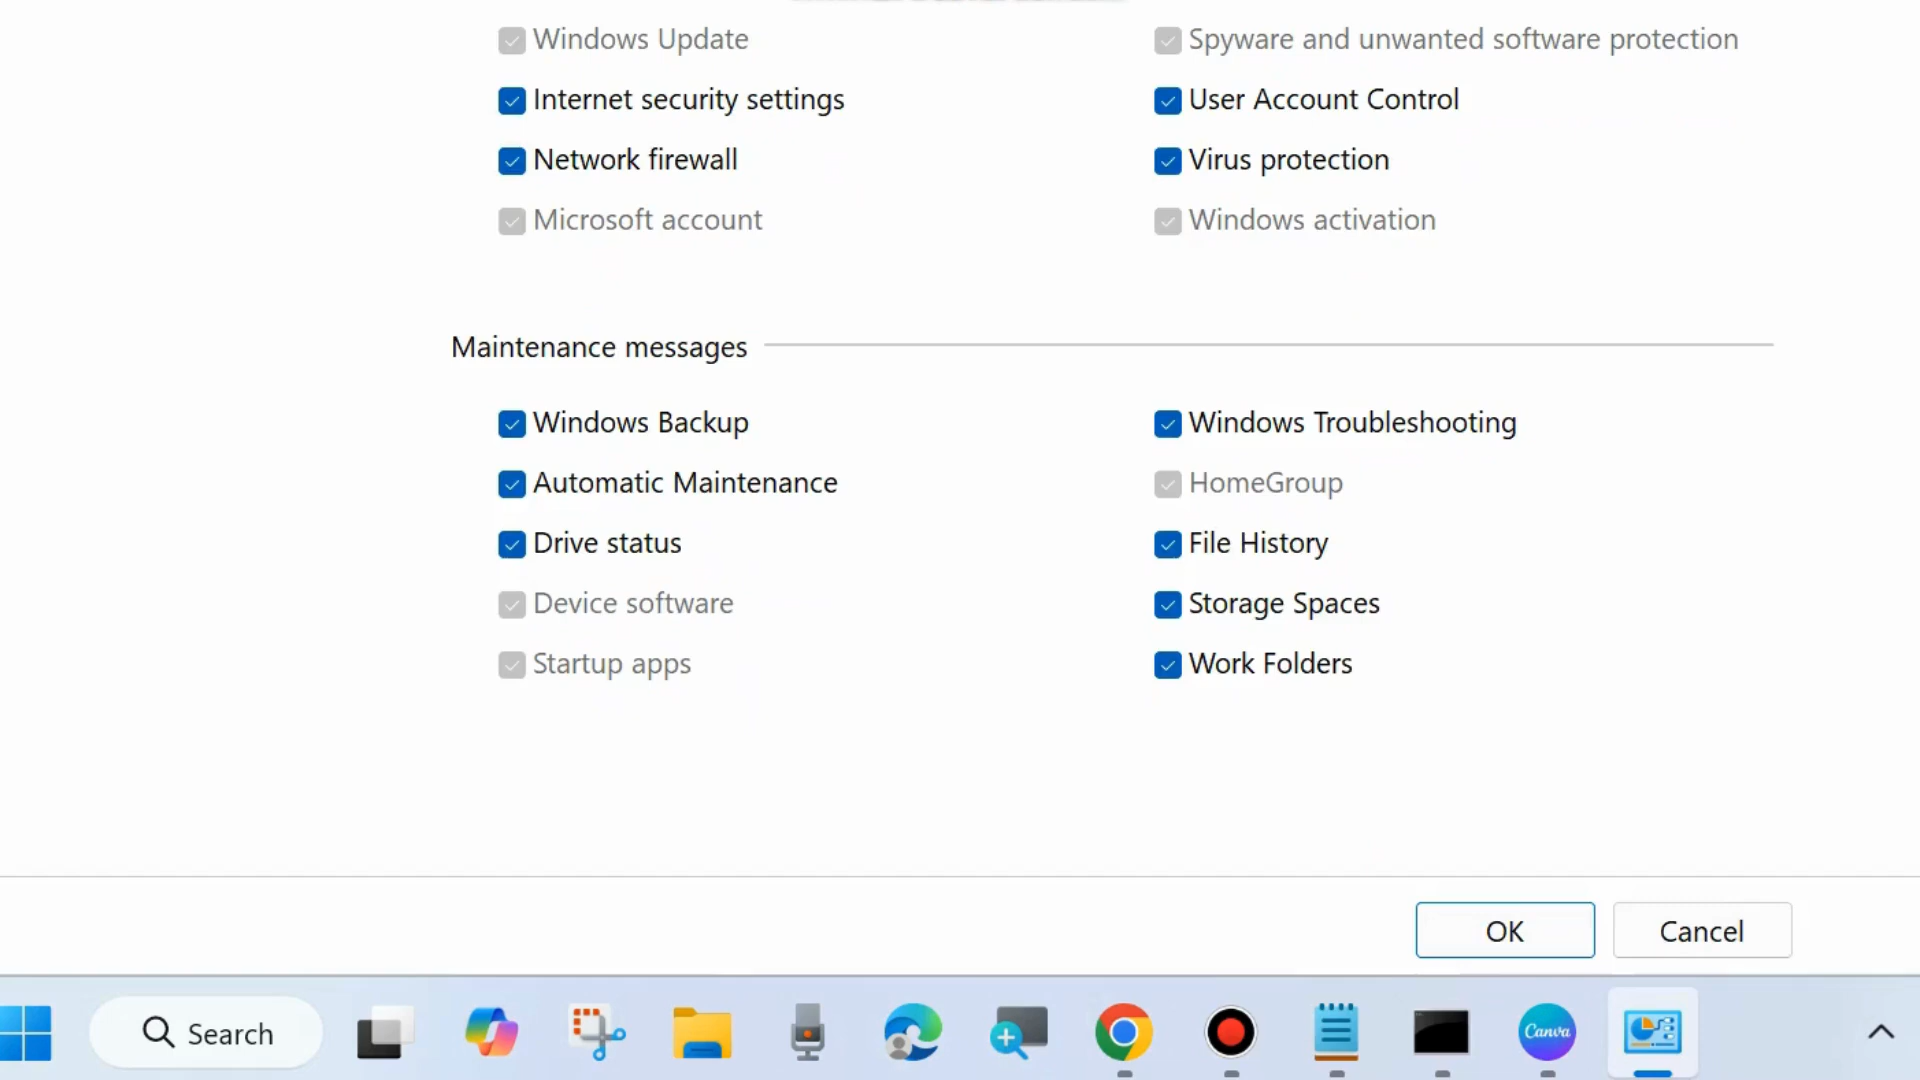 Windows Update
Spyware and unwanted software protection
Internet security settings
User Account Control
Network firewall
Virus protection
Microsoft account
Windows activation
Maintenance messages
Windows Backup
Windows Troubleshooting
Automatic Maintenance
HomeGroup
Drive status
File History
Device software
Storage Spaces
Startup apps
Work Folders
OK
Cancel
Search
Canva